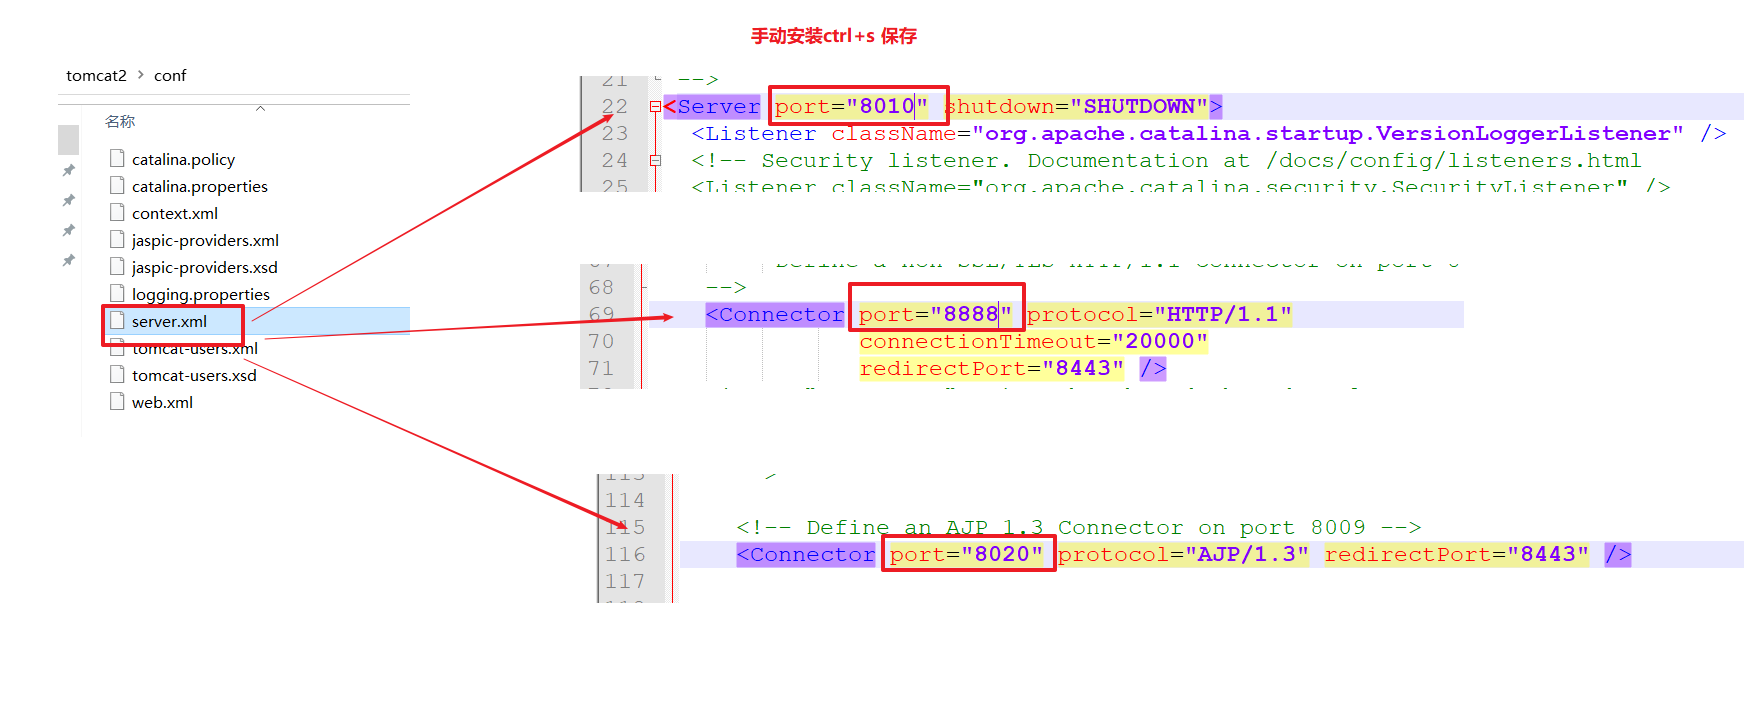 手动安装ctrl+s 保存
tomcat2 > conf
名称
catalina.policy
catalina.properties
context.xml
jaspic-providers.xml
jaspic-providers.xsd
logging.properties
server.xml
tomcat-users.xml
tomcat-users.xsd
web.xml
21 -->
22 <Server port="8010" shutdown="SHUTDOWN">
23 <Listener className="org.apache.catalina.startup.VersionLoggerListener" />
24 <!-- Security listener. Documentation at /docs/config/listeners.html
25 <Listener className="org.apache.catalina.security.SecurityListener" />
68 -->
69 <Connector port="8888" protocol="HTTP/1.1"
70 connectionTimeout="20000"
71 redirectPort="8443" />
114
115 <!-- Define an AJP 1.3 Connector on port 8009 -->
116 <Connector port="8020" protocol="AJP/1.3" redirectPort="8443" />
117